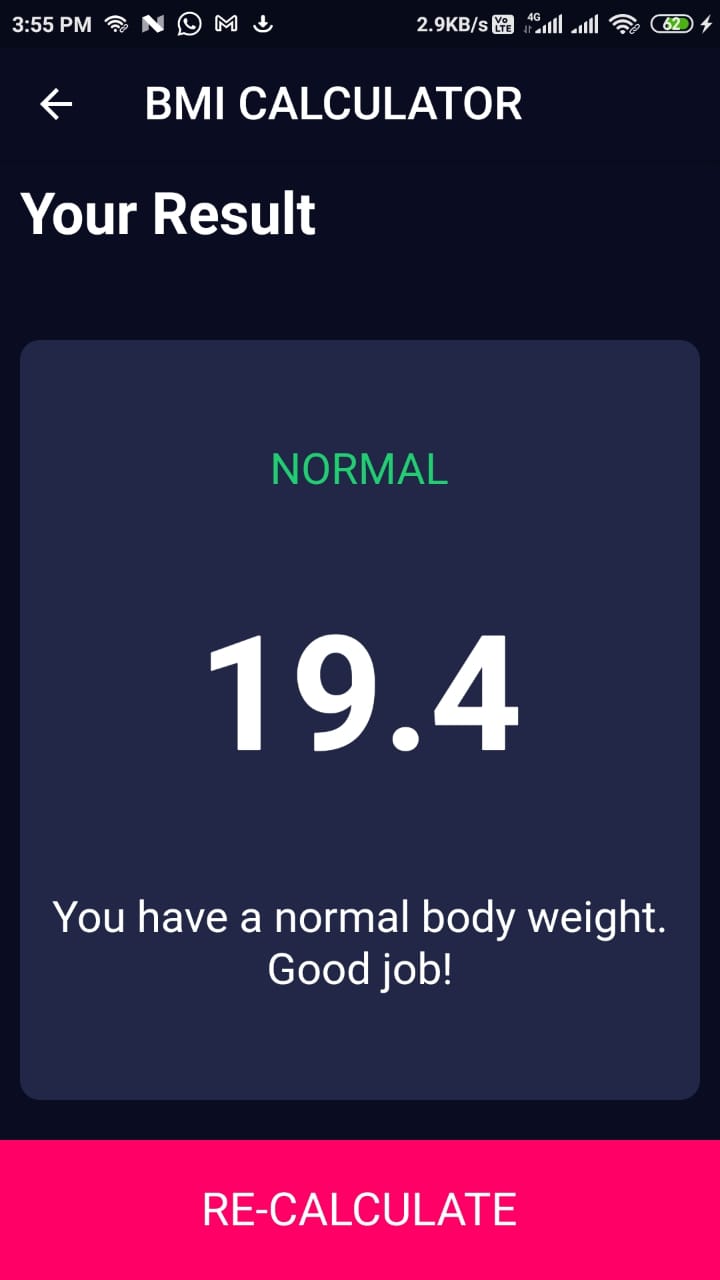 3:55 PM 2.9KB/s Vo LTE 4G 62
BMI CALCULATOR
Your Result
NORMAL
19.4
You have a normal body weight.
Good job!
RE-CALCULATE